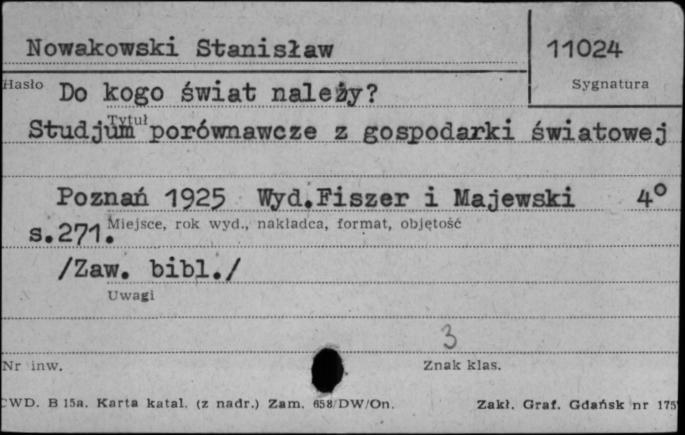 Nowakowski Stanisław 11024
Hasło Sygnatura
Do kogo świat należy?
Tytuł
Studjum porównawcze z gospodarki światowej
Poznań 1925 Wyd.Fiszer i Majewski 4°
Miejsce, rok wyd., nakładca, format, objętość
s.271.
/Zaw. bibl./
Uwagi
3
Nr inw. Znak klas.
CWD. B 15a. Karta katal. (z nadr.) Zam. 658/DW/On. Zakł. Graf. Gdańsk nr 175